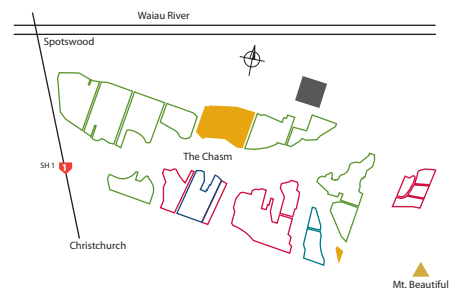 Waiau River
Spotswood
The Chasm
SH 1
1
Christchurch
Mt. Beautiful